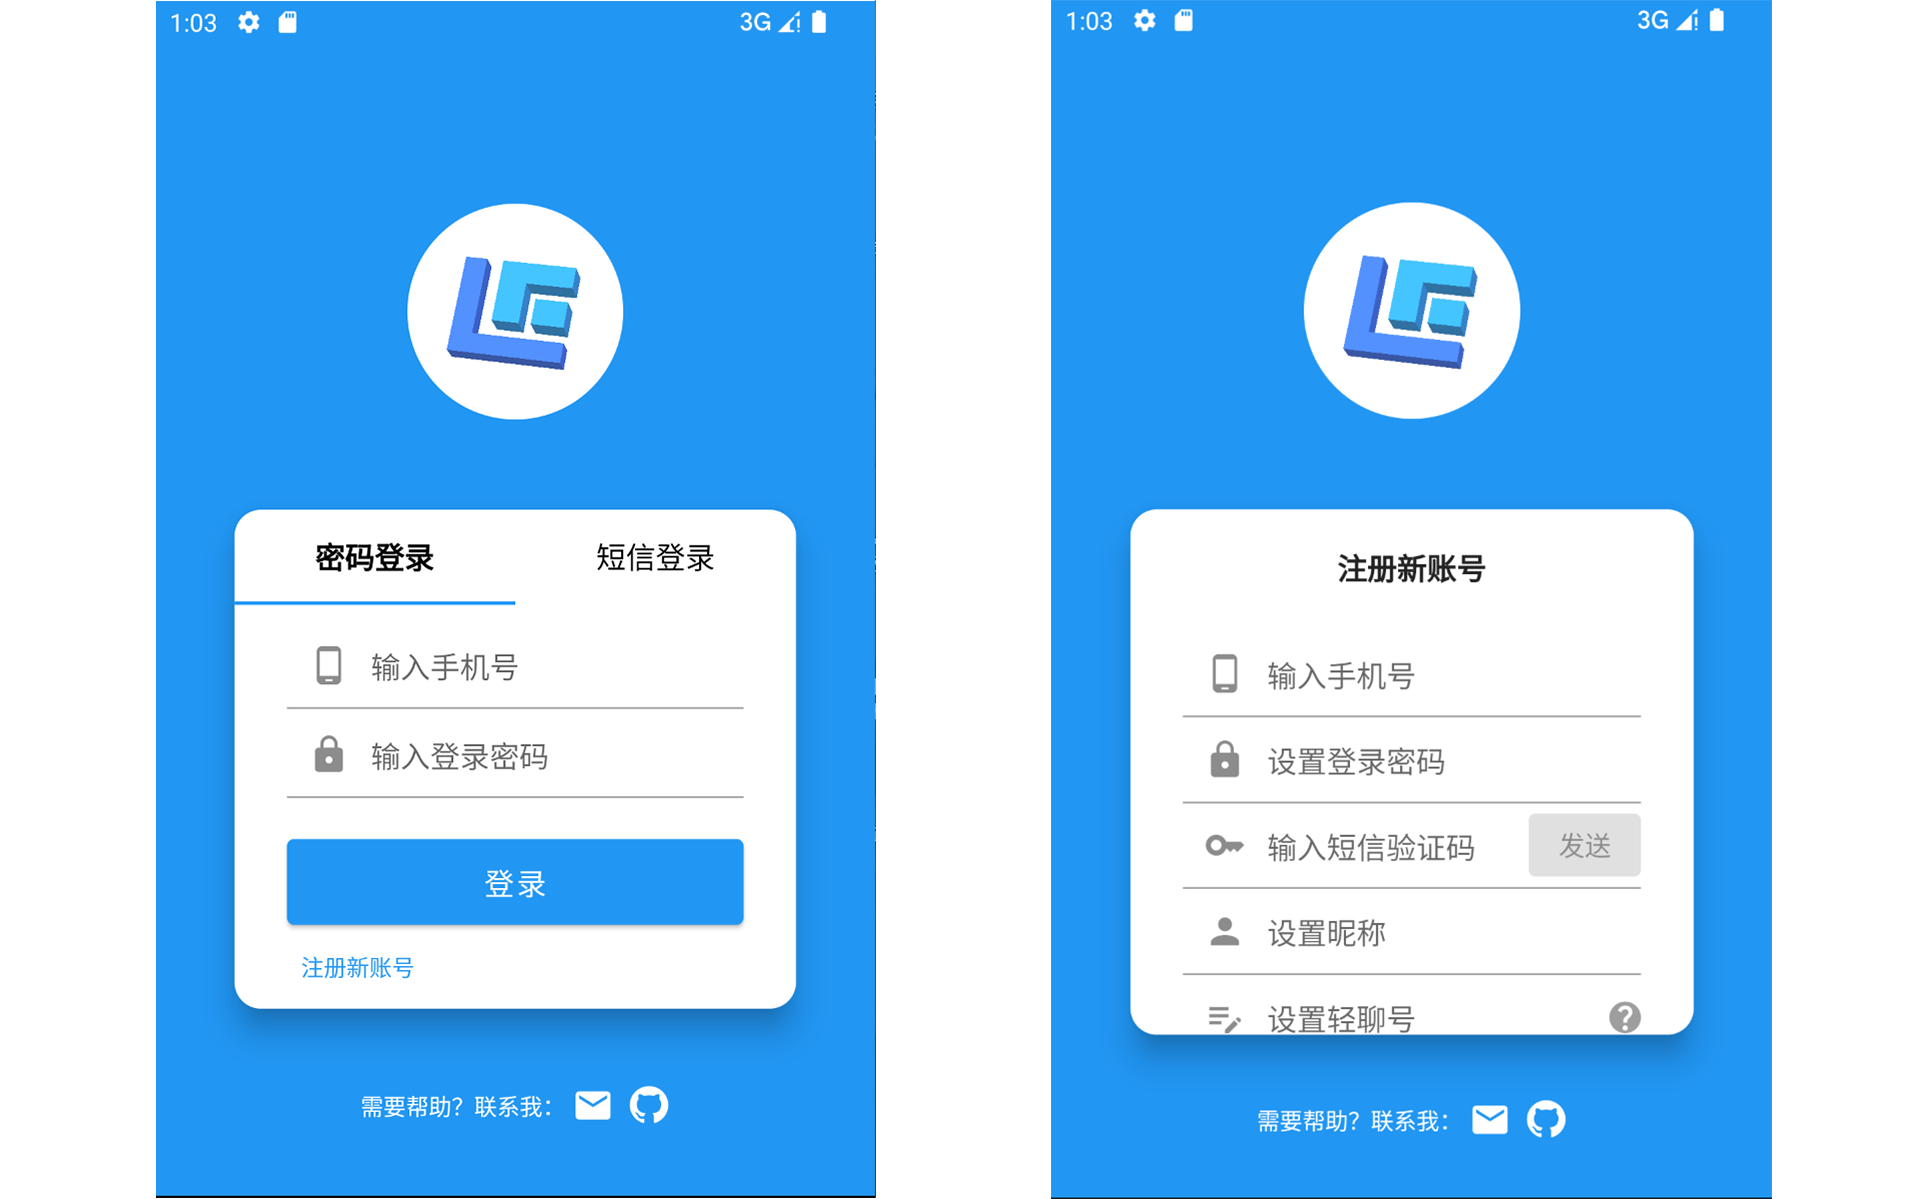 1:03
3G
密码登录
短信登录
输入手机号
输入登录密码
登录
注册新账号
需要帮助？联系我：
1:03
3G
注册新账号
输入手机号
设置登录密码
输入短信验证码
发送
设置昵称
设置轻聊号
需要帮助？联系我：